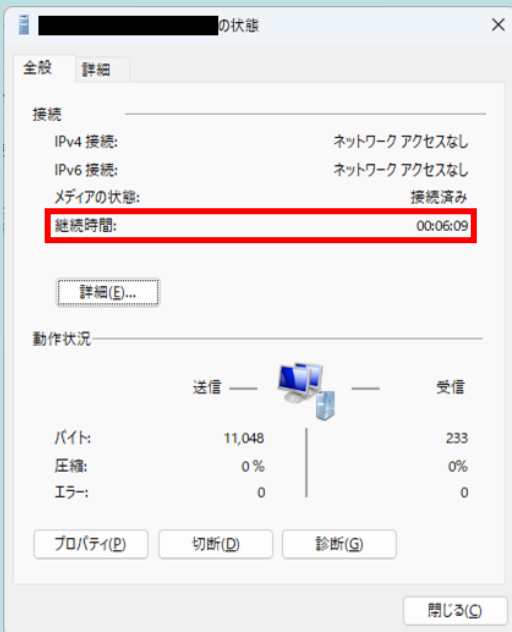 の状態
全般 詳細
接続
IPv4 接続: ネットワーク アクセスなし
IPv6 接続: ネットワーク アクセスなし
メディアの状態: 接続済み
継続時間: 00:06:09
詳細(E)...
動作状況
送信 受信
バイト: 11,048 233
圧縮: 0 % 0%
エラー: 0 0
プロパティ(P) 切断(D) 診断(G)
閉じる(C)